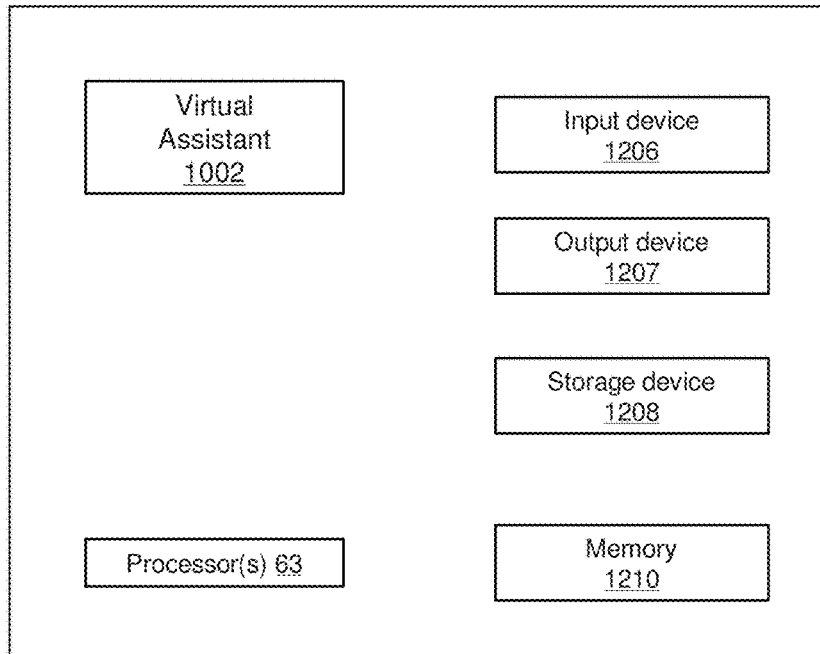 Virtual
Assistant
1002
Input device
1206
Output device
1207
Storage device
1208
Processor(s) 63
Memory
1210